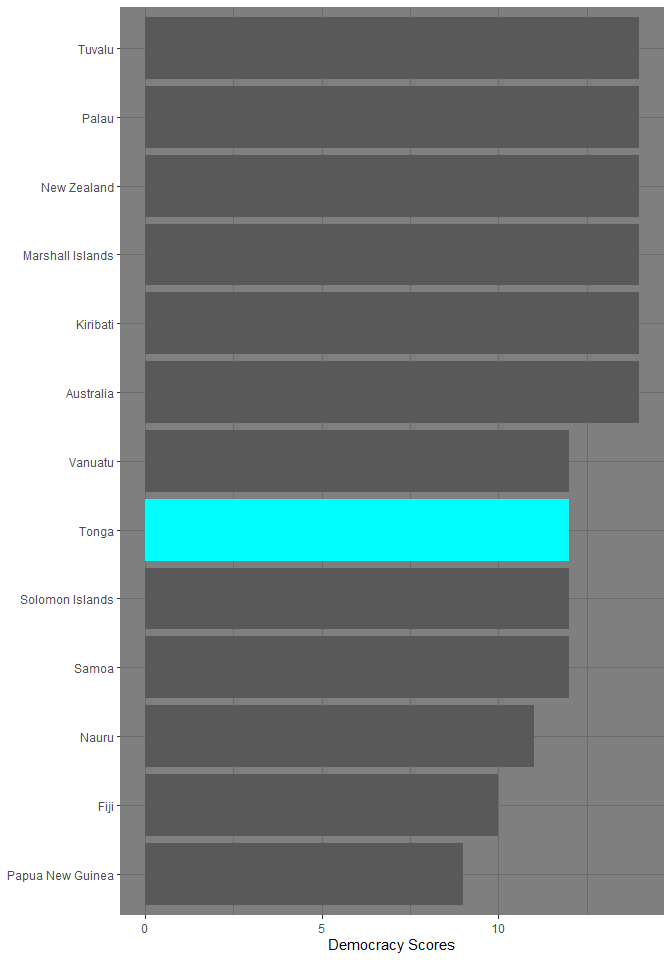 Tuvalu
Palau
New Zealand
Marshall Islands
Kiribati
Australia
Vanuatu
Tonga
Solomon Islands
Samoa
Nauru
Fiji
Papua New Guinea
0 5 10
Democracy Scores